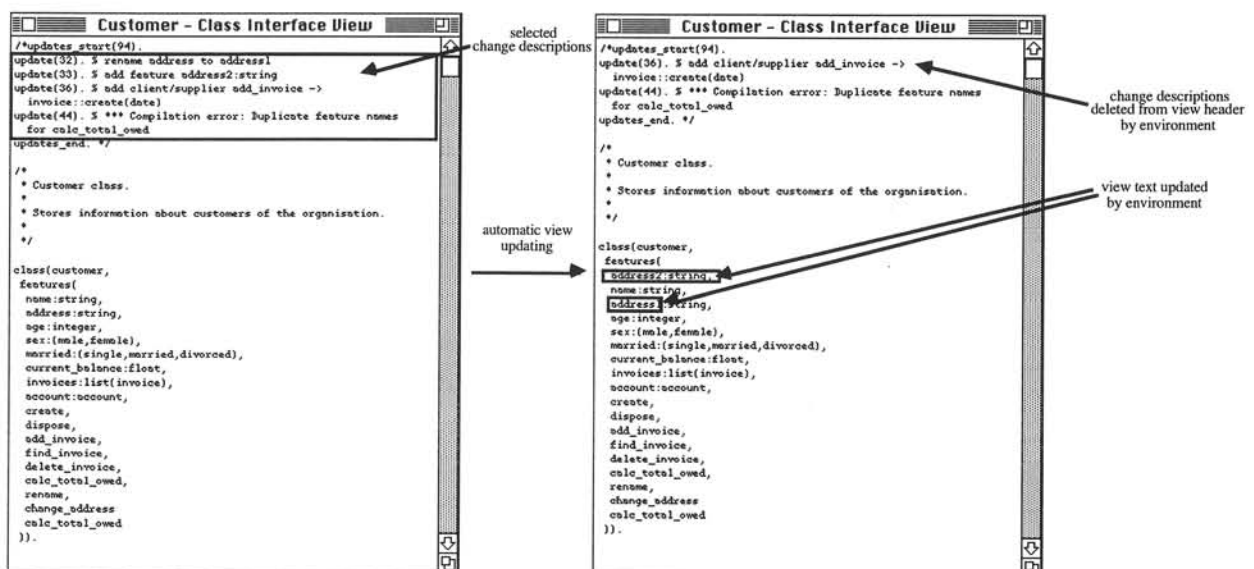 Customer – Class Interface View
/*updates_start(94).
update(32). % rename address to address1
update(33). % add feature address2:string
update(36). % add client/supplier add_invoice ->
invoice::create(date)
update(44). % *** Compilation error: Duplicate feature names
for calc_total_owed
updates_end. */
/*
* Customer class.
*
* Stores information about customers of the organisation.
*
*/
class(customer,
features(
name:string,
address:string,
age:integer,
sex:(male,female),
married:(single,married,divorced),
current_balance:float,
invoices:list(invoice),
account:account,
create,
dispose,
add_invoice,
find_invoice,
delete_invoice,
calc_total_owed,
rename,
change_address
calc_total_owed
)).
selected
change descriptions
automatic view
updating
Customer – Class Interface View
/*updates_start(94).
update(36). % add client/supplier add_invoice ->
invoice::create(date)
update(44). % *** Compilation error: Duplicate feature names
for calc_total_owed
updates_end. */
/*
* Customer class.
*
* Stores information about customers of the organisation.
*
*/
class(customer,
features(
address2:string,
name:string,
address1:string,
age:integer,
sex:(male,female),
married:(single,married,divorced),
current_balance:float,
invoices:list(invoice),
account:account,
create,
dispose,
add_invoice,
find_invoice,
delete_invoice,
calc_total_owed,
rename,
change_address
calc_total_owed
)).
change descriptions
deleted from view header
by environment
view text updated
by environment